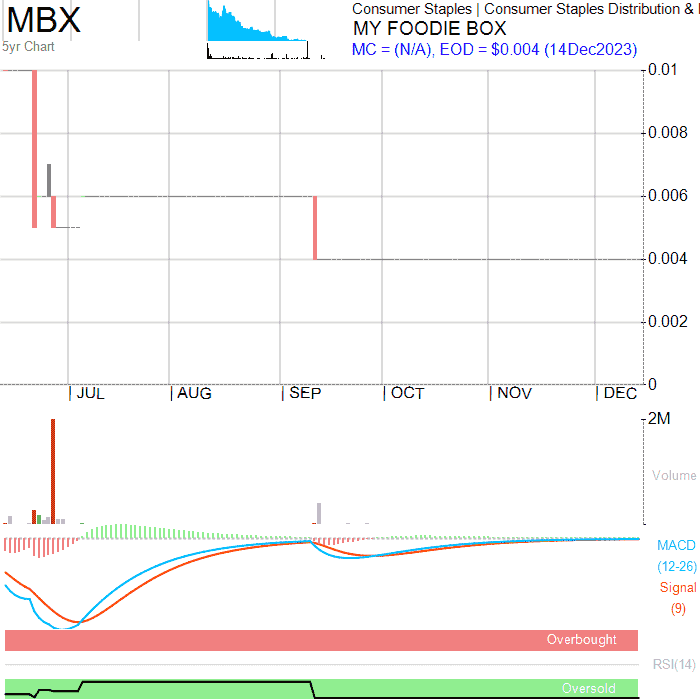 MBX
5yr Chart
Consumer Staples | Consumer Staples Distribution &
MY FOODIE BOX
MC = (N/A), EOD = $0.004 (14Dec2023)
0.01
0.008
0.006
0.004
0.002
0
JUL
AUG
SEP
OCT
NOV
DEC
2M
Volume
MACD
(12-26)
Signal
(9)
Overbought
RSI(14)
Oversold